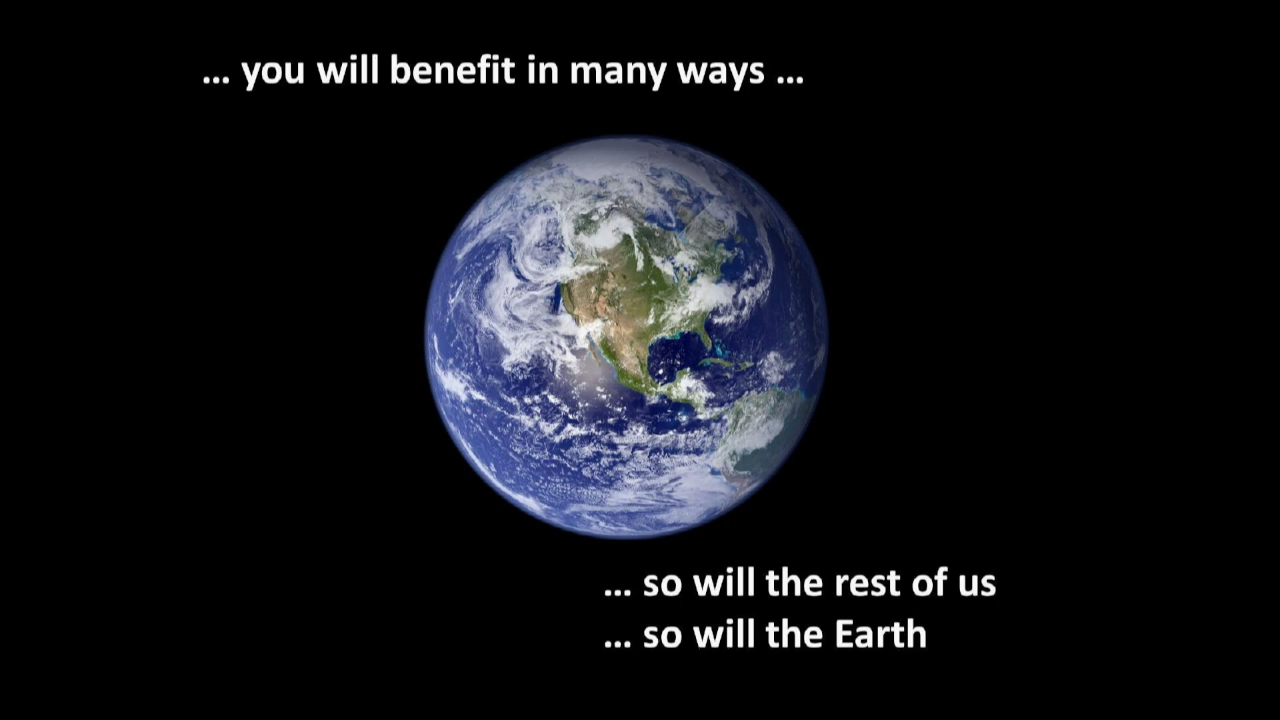 ... you will benefit in many ways ...
... so will the rest of us
... so will the Earth